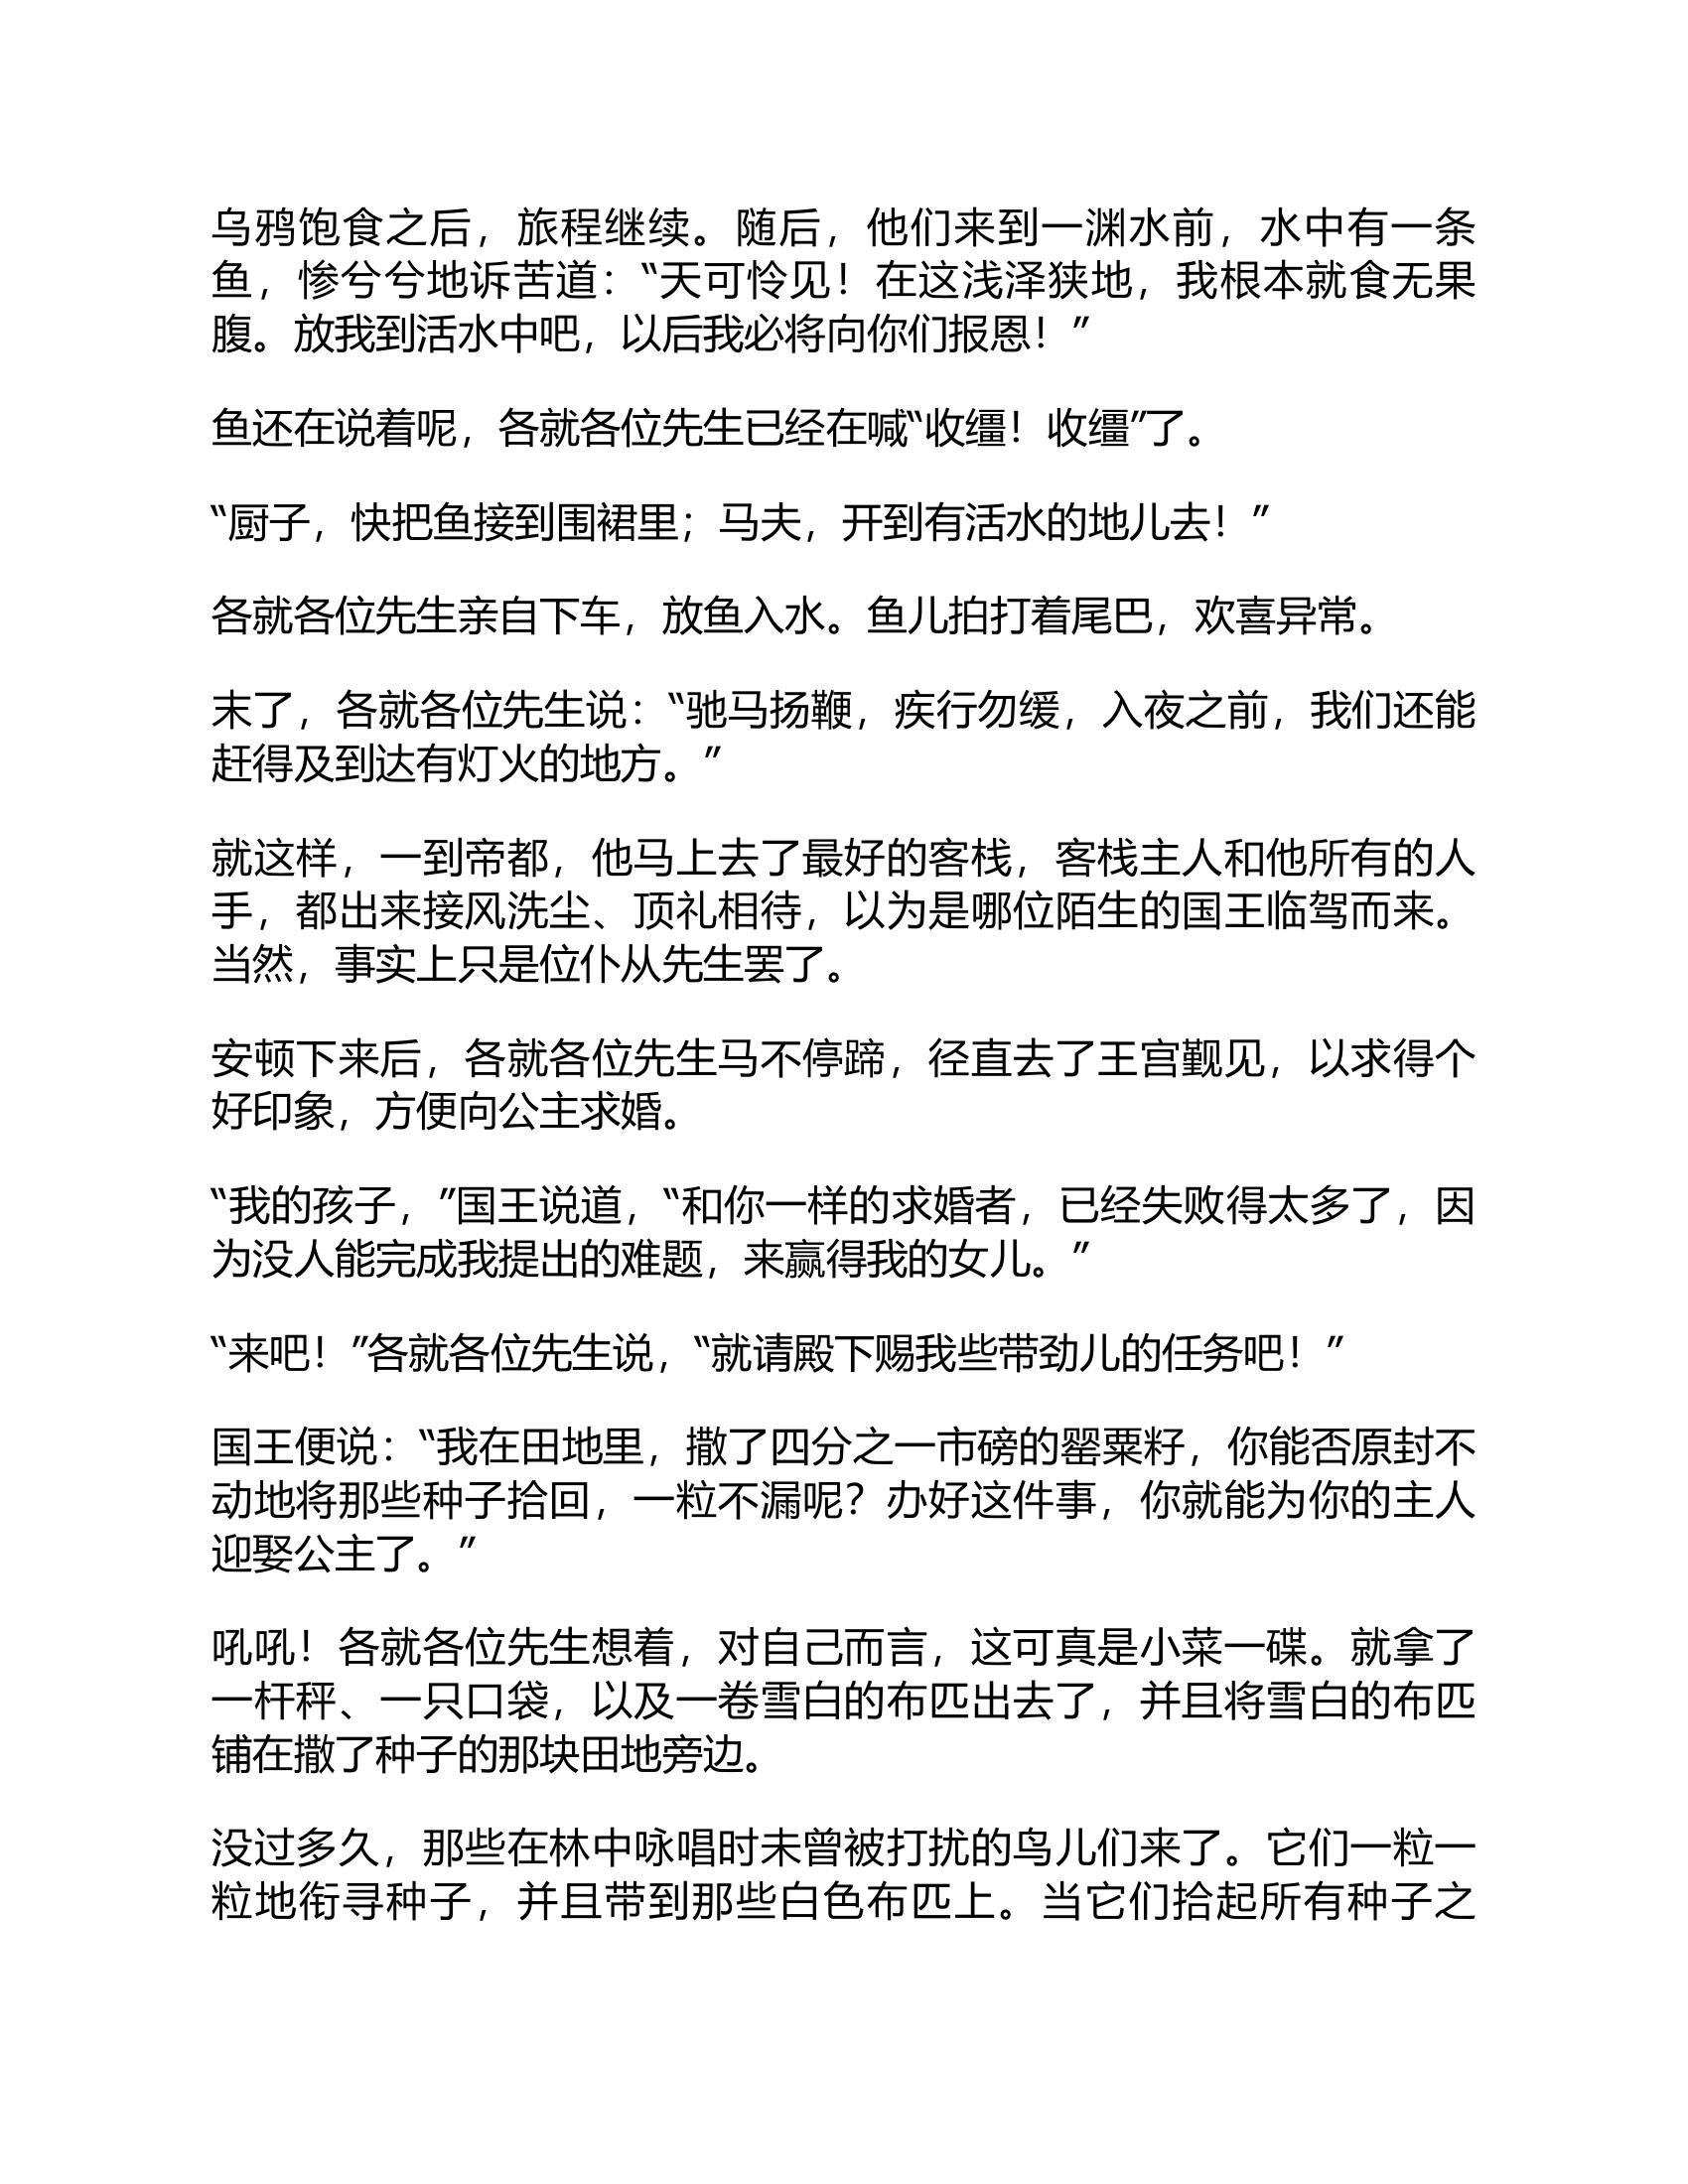 乌鸦饱食之后，旅程继续。随后，他们来到一渊水前，水中有一条
鱼，惨兮兮地诉苦道：“天可怜见！在这浅泽狭地，我根本就食无果
腹。放我到活水中吧，以后我必将向你们报恩！”
鱼还在说着呢，各就各位先生已经在喊“收缰！收缰”了。
“厨子，快把鱼接到围裙里；马夫，开到有活水的地儿去！”
各就各位先生亲自下车，放鱼入水。鱼儿拍打着尾巴，欢喜异常。
末了，各就各位先生说：“驰马扬鞭，疾行勿缓，入夜之前，我们还能
赶得及到达有灯火的地方。”
就这样，一到帝都，他马上去了最好的客栈，客栈主人和他所有的人
手，都出来接风洗尘、顶礼相待，以为是哪位陌生的国王临驾而来。
当然，事实上只是位仆从先生罢了。
安顿下来后，各就各位先生马不停蹄，径直去了王宫觐见，以求得个
好印象，方便向公主求婚。
“我的孩子，”国王说道，“和你一样的求婚者，已经失败得太多了，因
为没人能完成我提出的难题，来赢得我的女儿。”
“来吧！”各就各位先生说，“就请殿下赐我些带劲儿的任务吧！”
国王便说：“我在田地里，撒了四分之一市磅的罂粟籽，你能否原封不
动地将那些种子拾回，一粒不漏呢？办好这件事，你就能为你的主人
迎娶公主了。”
吼吼！各就各位先生想着，对自己而言，这可真是小菜一碟。就拿了
一杆秤、一只口袋，以及一卷雪白的布匹出去了，并且将雪白的布匹
铺在撒了种子的那块田地旁边。
没过多久，那些在林中咏唱时未曾被打扰的鸟儿们来了。它们一粒一
粒地衔寻种子，并且带到那些白色布匹上。当它们拾起所有种子之